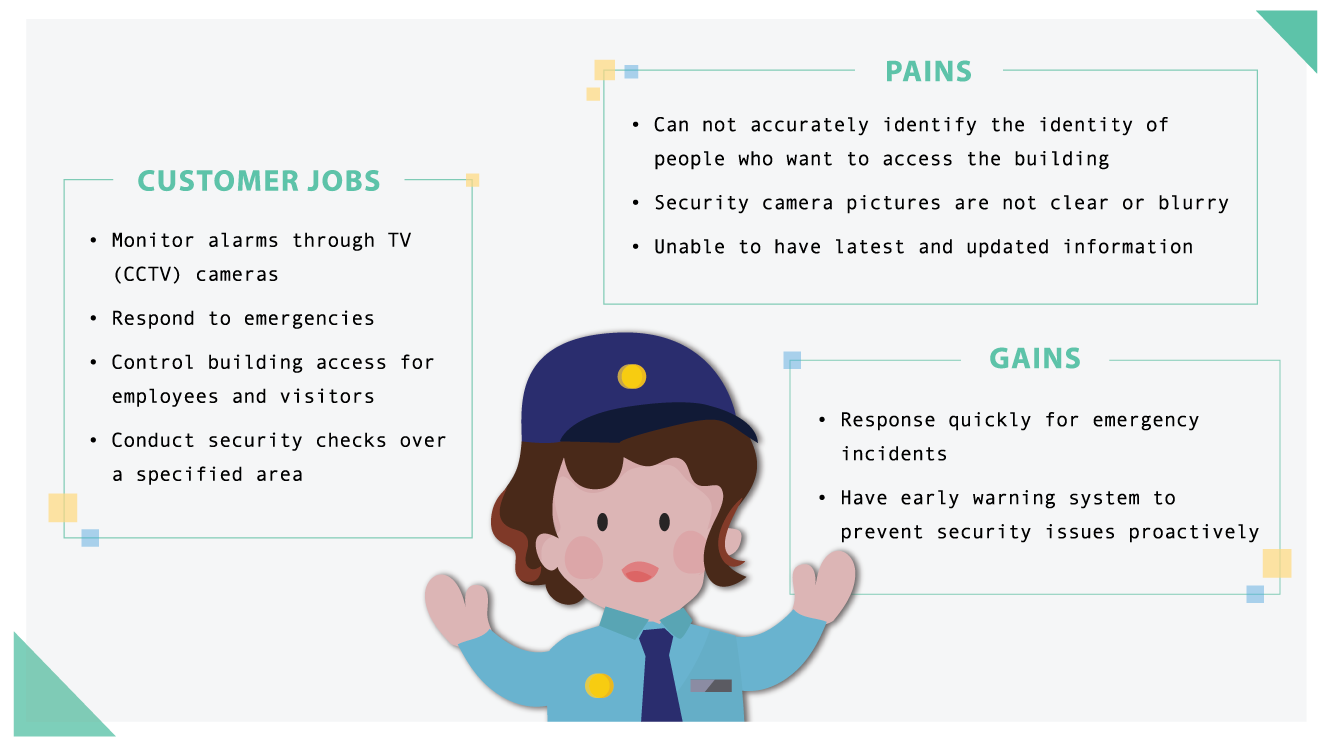 PAINS
• Can not accurately identify the identity of
people who want to access the building
• Security camera pictures are not clear or blurry
• Unable to have latest and updated information
CUSTOMER JOBS
• Monitor alarms through TV
(CCTV) cameras
• Respond to emergencies
• Control building access for
employees and visitors
• Conduct security checks over
a specified area
GAINS
• Response quickly for emergency
incidents
• Have early warning system to
prevent security issues proactively